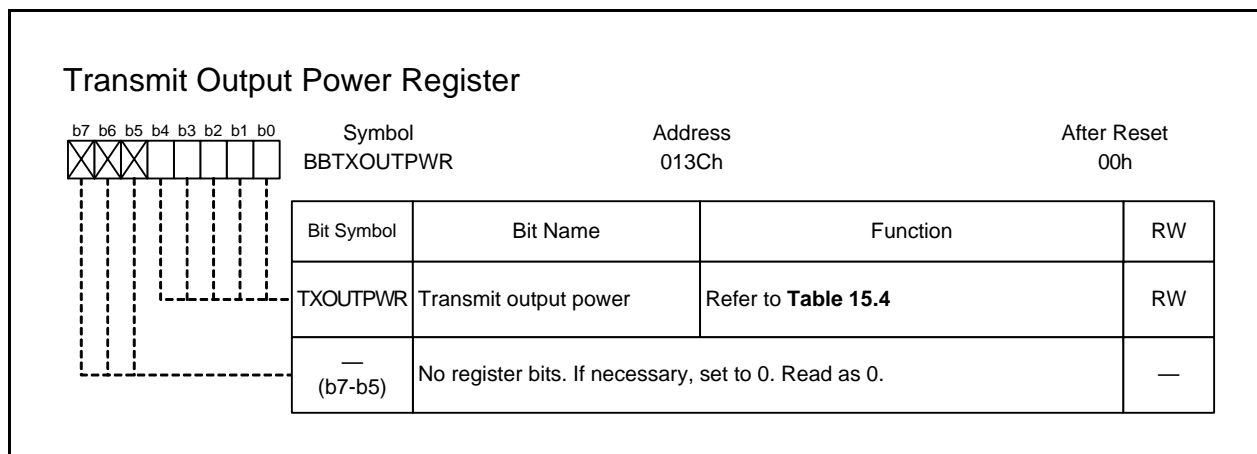 Transmit Output Power Register
b7 b6 b5 b4 b3 b2 b1 b0
Symbol Address After Reset
BBTXOUTPWR 013Ch 00h
Bit Symbol Bit Name Function RW
TXOUTPWR Transmit output power Refer to Table 15.4 RW
—
(b7-b5) No register bits. If necessary, set to 0. Read as 0. —